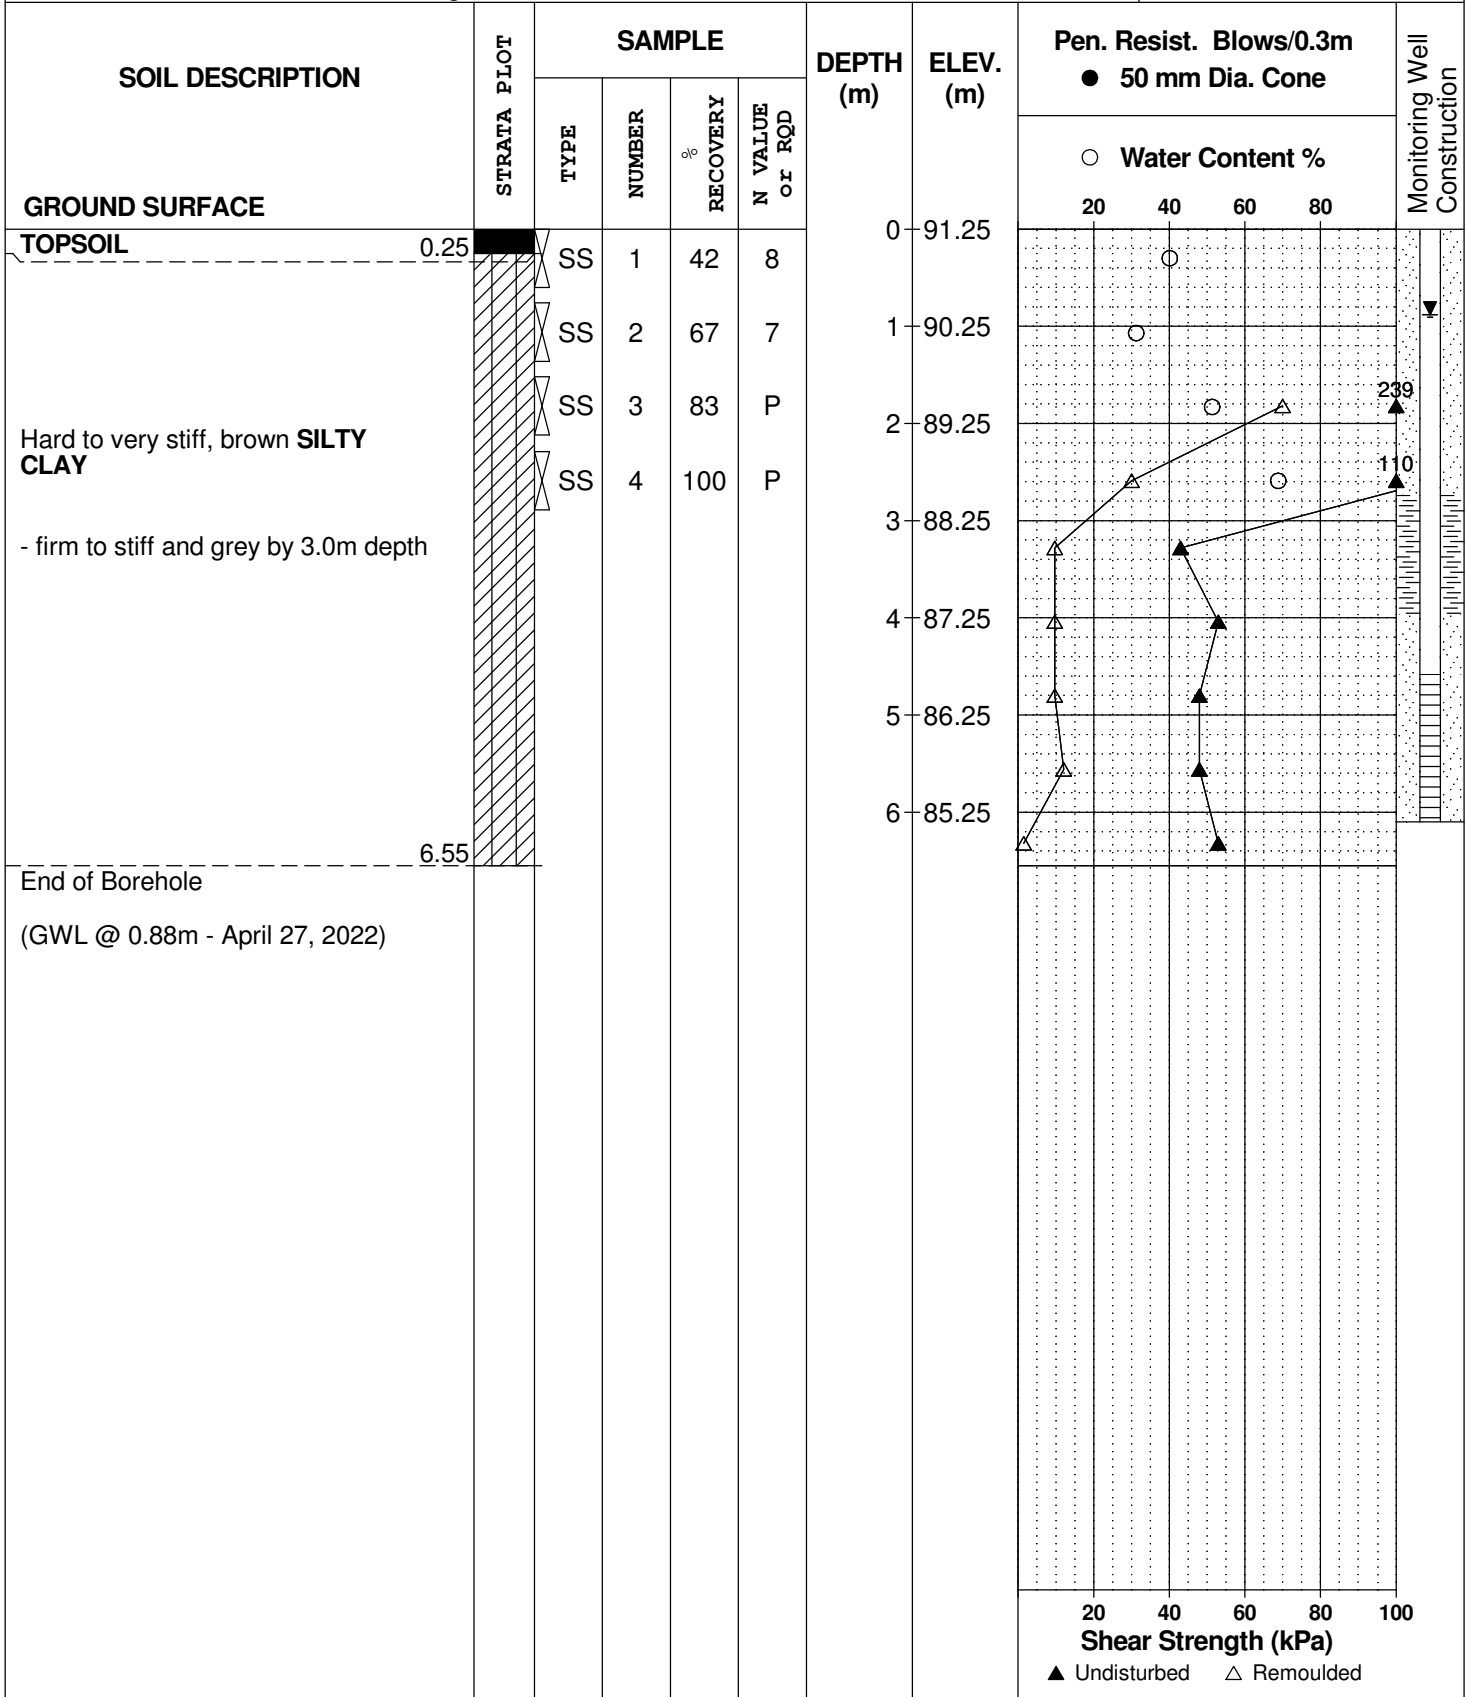 SOIL DESCRIPTION
GROUND SURFACE
STRATA PLOT
SAMPLE
TYPE
NUMBER
% RECOVERY
N VALUE or RQD
DEPTH (m)
ELEV. (m)
Pen. Resist. Blows/0.3m
● 50 mm Dia. Cone
○ Water Content %
20 40 60 80
Monitoring Well Construction
TOPSOIL 0.25
Hard to very stiff, brown SILTY
CLAY
- firm to stiff and grey by 3.0m depth
6.55
End of Borehole
(GWL @ 0.88m - April 27, 2022)
SS 1 42 8
SS 2 67 7
SS 3 83 P
SS 4 100 P
0 91.25
1 90.25
2 89.25
3 88.25
4 87.25
5 86.25
6 85.25
239
110
20 40 60 80 100
Shear Strength (kPa)
▲ Undisturbed △ Remoulded